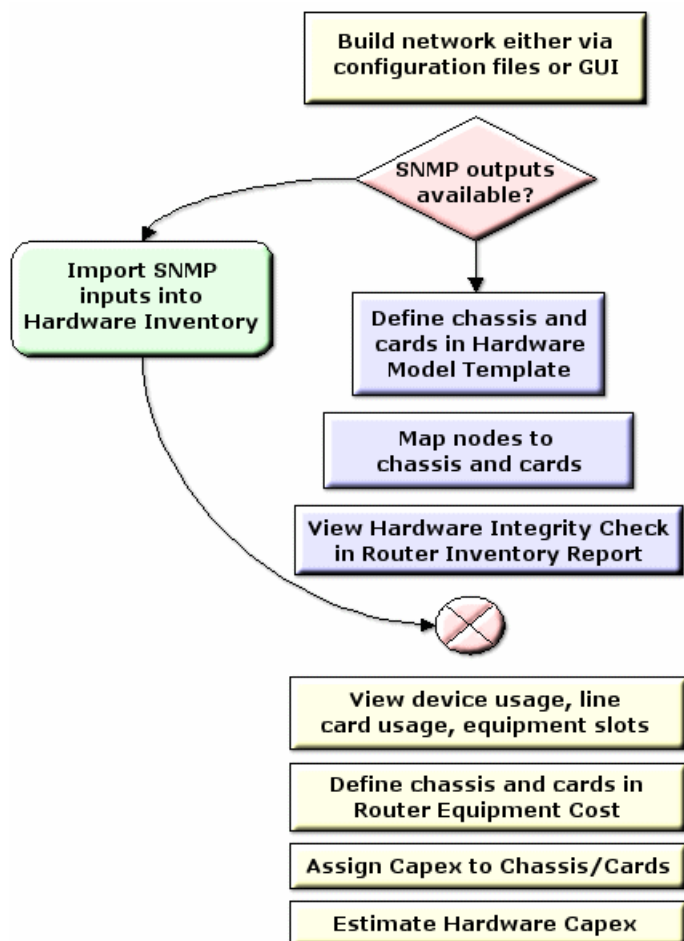 Build network either via
configuration files or GUI
SNMP outputs
available?
Import SNMP
inputs into
Hardware Inventory
Define chassis and
cards in Hardware
Model Template
Map nodes to
chassis and cards
View Hardware Integrity Check
in Router Inventory Report
View device usage, line
card usage, equipment slots
Define chassis and cards in
Router Equipment Cost
Assign Capex to Chassis/Cards
Estimate Hardware Capex